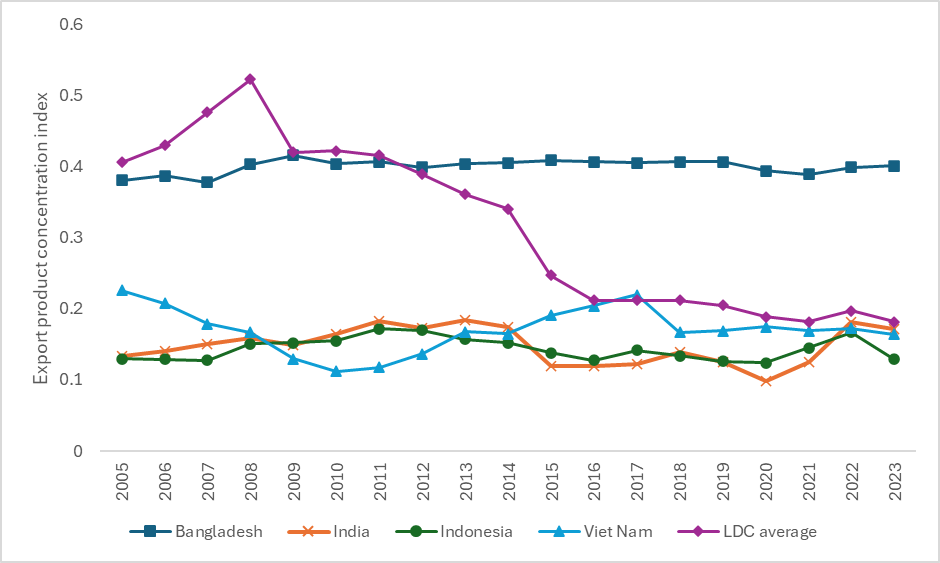 Export product concentration index
0.6
0.5
0.4
0.3
0.2
0.1
0
2005 2006 2007 2008 2009 2010 2011 2012 2013 2014 2015 2016 2017 2018 2019 2020 2021 2022 2023
Bangladesh India Indonesia Viet Nam LDC average